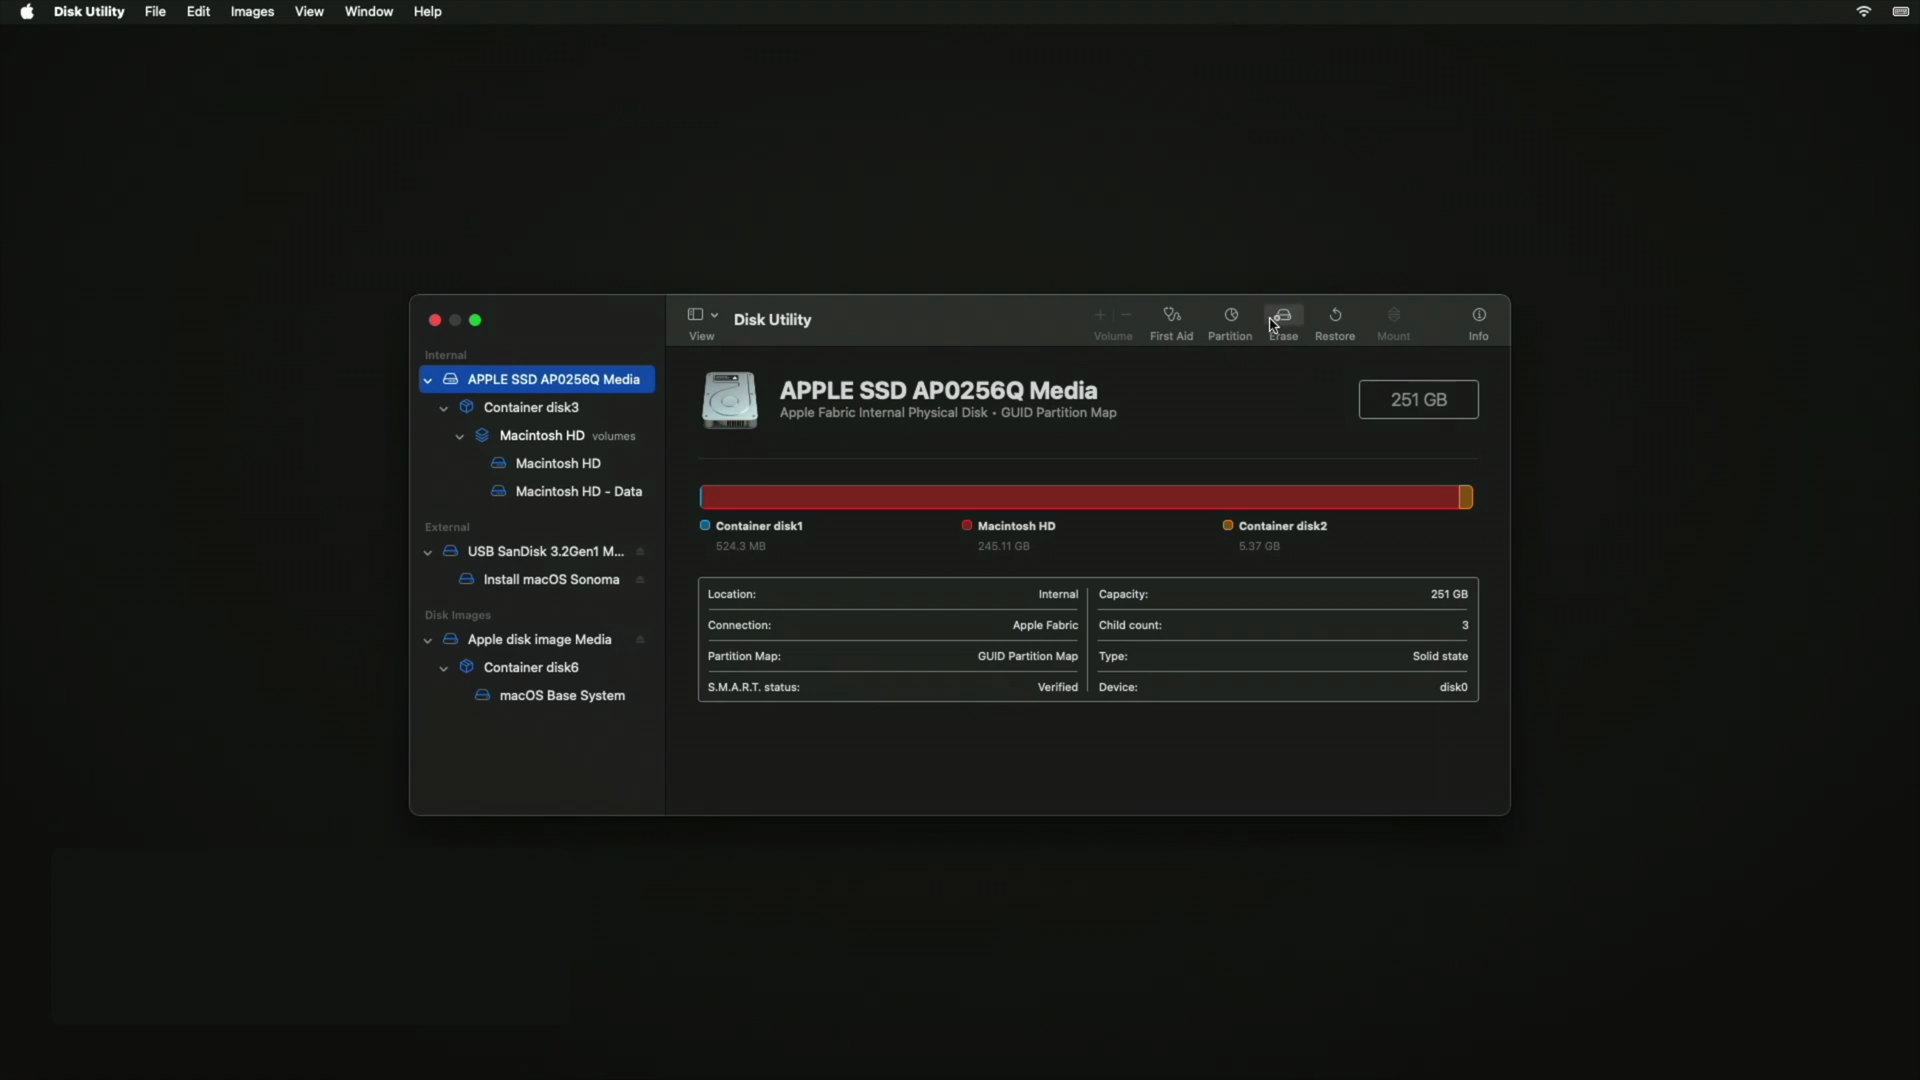 Disk Utility File Edit Images View Window Help
Disk Utility
View
Volume First Aid Partition Erase Restore Mount Info
Internal
APPLE SSD AP0256Q Media
Container disk3
Macintosh HD volumes
Macintosh HD
Macintosh HD - Data
External
USB SanDisk 3.2Gen1 M...
Install macOS Sonoma
Disk Images
Apple disk image Media
Container disk6
macOS Base System
APPLE SSD AP0256Q Media
Apple Fabric Internal Physical Disk • GUID Partition Map
251 GB
Container disk1 Macintosh HD Container disk2
524.3 MB 245.11 GB 5.37 GB
Location: Internal Capacity: 251 GB
Connection: Apple Fabric Child count: 3
Partition Map: GUID Partition Map Type: Solid state
S.M.A.R.T. status: Verified Device: disk0